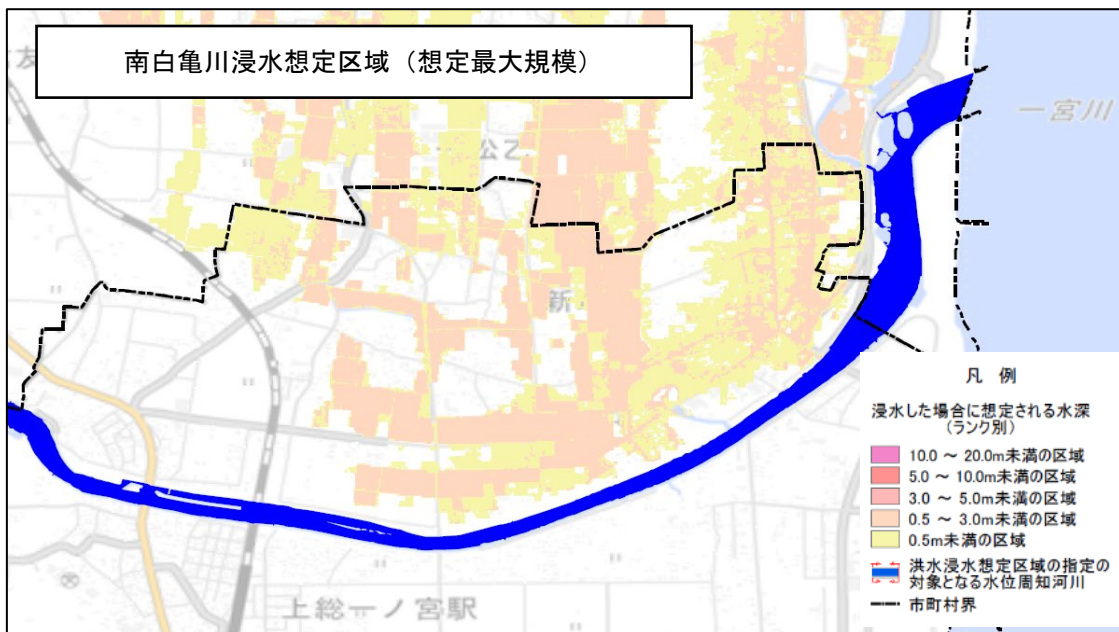 南白亀川浸水想定区域（想定最大規模）
友
公乙
一宮川
新
上総一ノ宮駅
凡 例
浸水した場合に想定される水深
（ランク別）
10.0 ～ 20.0m未満の区域
5.0 ～ 10.0m未満の区域
3.0 ～ 5.0m未満の区域
0.5 ～ 3.0m未満の区域
0.5m未満の区域
洪水浸水想定区域の指定の
対象となる水位周知河川
市町村界